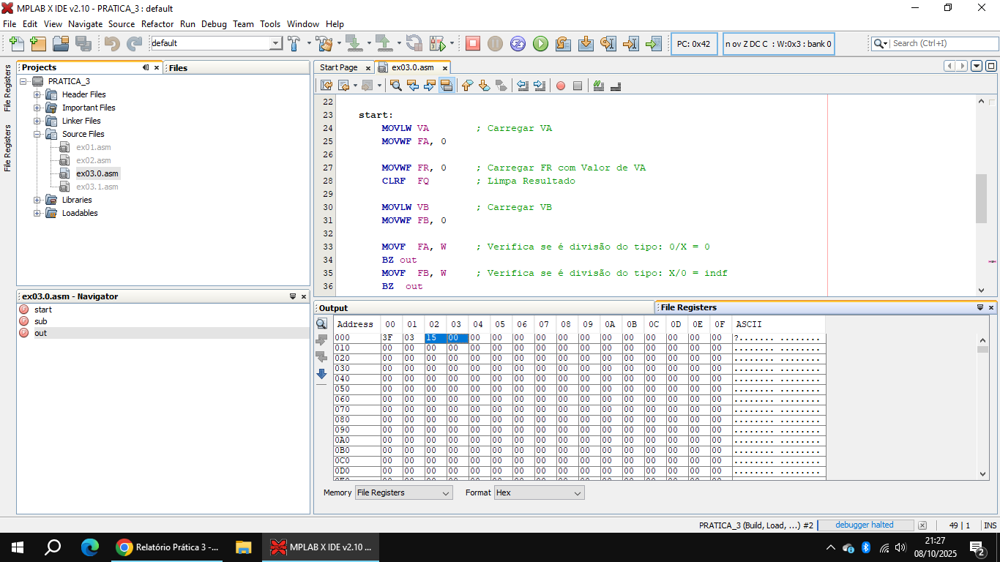 MPLAB X IDE v2.10 - PRATICA_3 : default
File Edit View Navigate Source Refactor Run Debug Team Tools Window Help
default PC: 0x42 n ov Z DC C : W:0x3 : bank 0 Search (Ctrl+I)
File Registers
File Registers
Projects Files
PRATICA_3
Header Files
Important Files
Linker Files
Source Files
ex01.asm
ex02.asm
ex03.0.asm
ex03.1.asm
Libraries
Loadables
ex03.0.asm - Navigator
start
sub
out
Start Page ex03.0.asm
22
23 start:
24 MOVLW VA ; Carregar VA
25 MOVWF FA, 0
26
27 MOVWF FR, 0 ; Carregar FR com Valor de VA
28 CLRF FQ ; Limpa Resultado
29
30 MOVLW VB ; Carregar VB
31 MOVWF FB, 0
32
33 MOVF FA, W ; Verifica se é divisão do tipo: 0/X = 0
34 BZ out
35 MOVF FB, W ; Verifica se é divisão do tipo: X/0 = indf
36 BZ out
Output File Registers
Address 00 01 02 03 04 05 06 07 08 09 0A 0B 0C 0D 0E 0F ASCII
000 3F 03 15 00 00 00 00 00 00 00 00 00 00 00 00 00 ?....... ........
010 00 00 00 00 00 00 00 00 00 00 00 00 00 00 00 00 ........ ........
020 00 00 00 00 00 00 00 00 00 00 00 00 00 00 00 00 ........ ........
030 00 00 00 00 00 00 00 00 00 00 00 00 00 00 00 00 ........ ........
040 00 00 00 00 00 00 00 00 00 00 00 00 00 00 00 00 ........ ........
050 00 00 00 00 00 00 00 00 00 00 00 00 00 00 00 00 ........ ........
060 00 00 00 00 00 00 00 00 00 00 00 00 00 00 00 00 ........ ........
070 00 00 00 00 00 00 00 00 00 00 00 00 00 00 00 00 ........ ........
080 00 00 00 00 00 00 00 00 00 00 00 00 00 00 00 00 ........ ........
090 00 00 00 00 00 00 00 00 00 00 00 00 00 00 00 00 ........ ........
0A0 00 00 00 00 00 00 00 00 00 00 00 00 00 00 00 00 ........ ........
0B0 00 00 00 00 00 00 00 00 00 00 00 00 00 00 00 00 ........ ........
0C0 00 00 00 00 00 00 00 00 00 00 00 00 00 00 00 00 ........ ........
0D0 00 00 00 00 00 00 00 00 00 00 00 00 00 00 00 00 ........ ........
Memory File Registers Format Hex
PRATICA_3 (Build, Load, ...) #2 debugger halted 49 | 1 INS
Relatório Prática 3 -... MPLAB X IDE v2.10 ...
21:27
08/10/2025
2